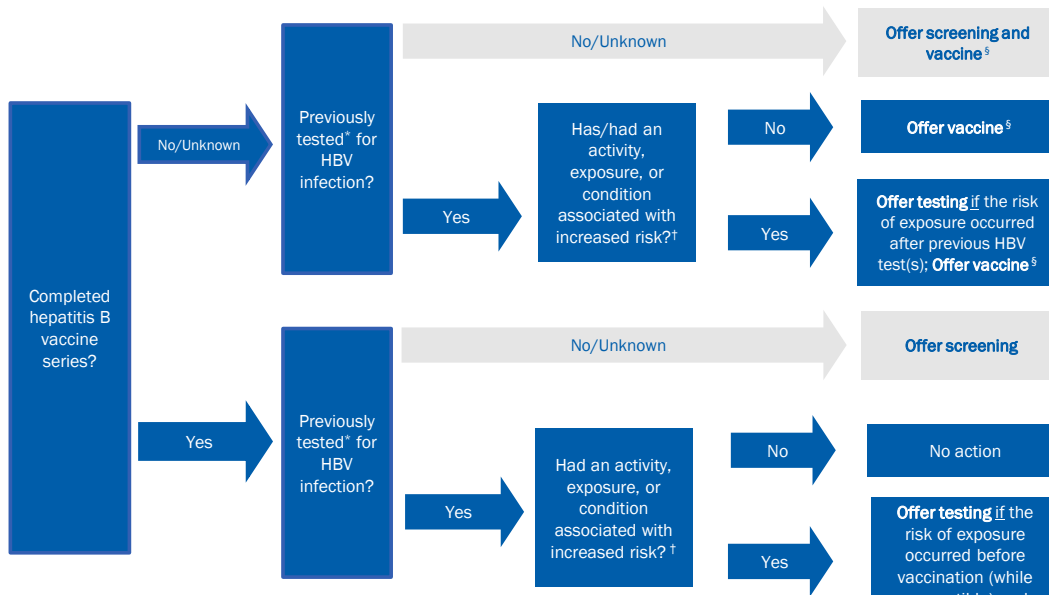 No/Unknown
Offer screening and
vaccine §
Completed
hepatitis B
vaccine
series?
No/Unknown
Previously
tested* for
HBV
infection?
Yes
Has/had an
activity,
exposure, or
condition
associated with
increased risk?†
No
Offer vaccine §
Yes
Offer testing if the risk
of exposure occurred
after previous HBV
test(s); Offer vaccine §
Yes
Previously
tested* for
HBV
infection?
No/Unknown
Offer screening
Yes
Had an activity,
exposure, or
condition
associated with
increased risk? †
No
No action
Yes
Offer testing if the
risk of exposure
occurred before
vaccination (while